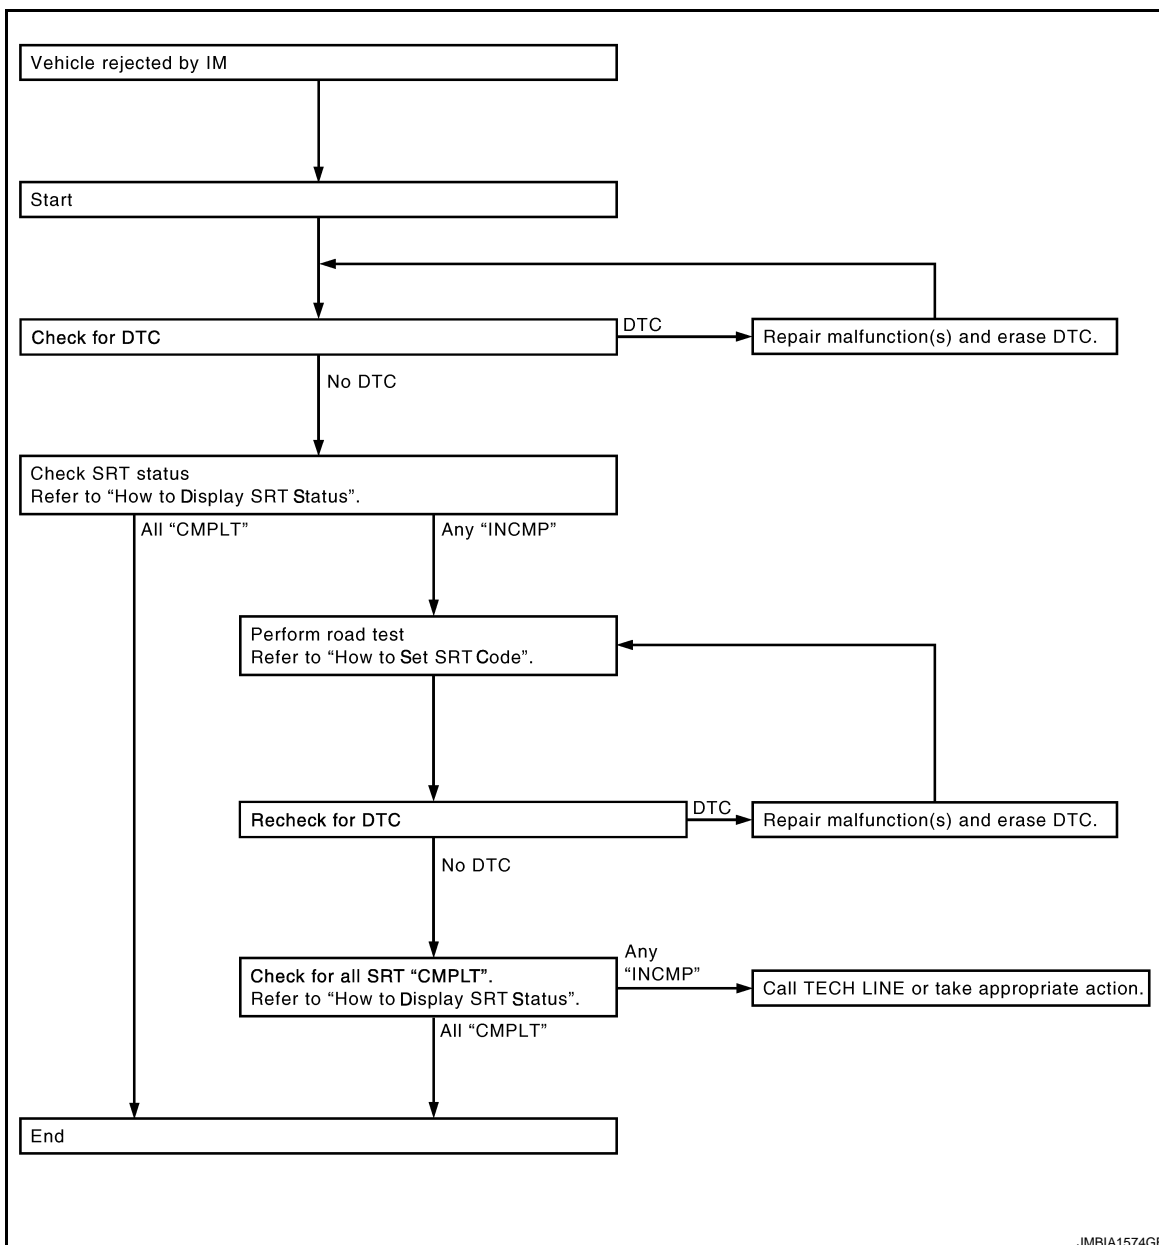 Vehicle rejected by IM
Start
Check for DTC
DTC
Repair malfunction(s) and erase DTC.
No DTC
Check SRT status
Refer to “How to Display SRT Status”.
All “CMPLT”
Any “INCMP”
Perform road test
Refer to “How to Set SRT Code”.
Recheck for DTC
DTC
Repair malfunction(s) and erase DTC.
No DTC
Check for all SRT “CMPLT”.
Refer to “How to Display SRT Status”.
Any
“INCMP”
Call TECH LINE or take appropriate action.
All “CMPLT”
End